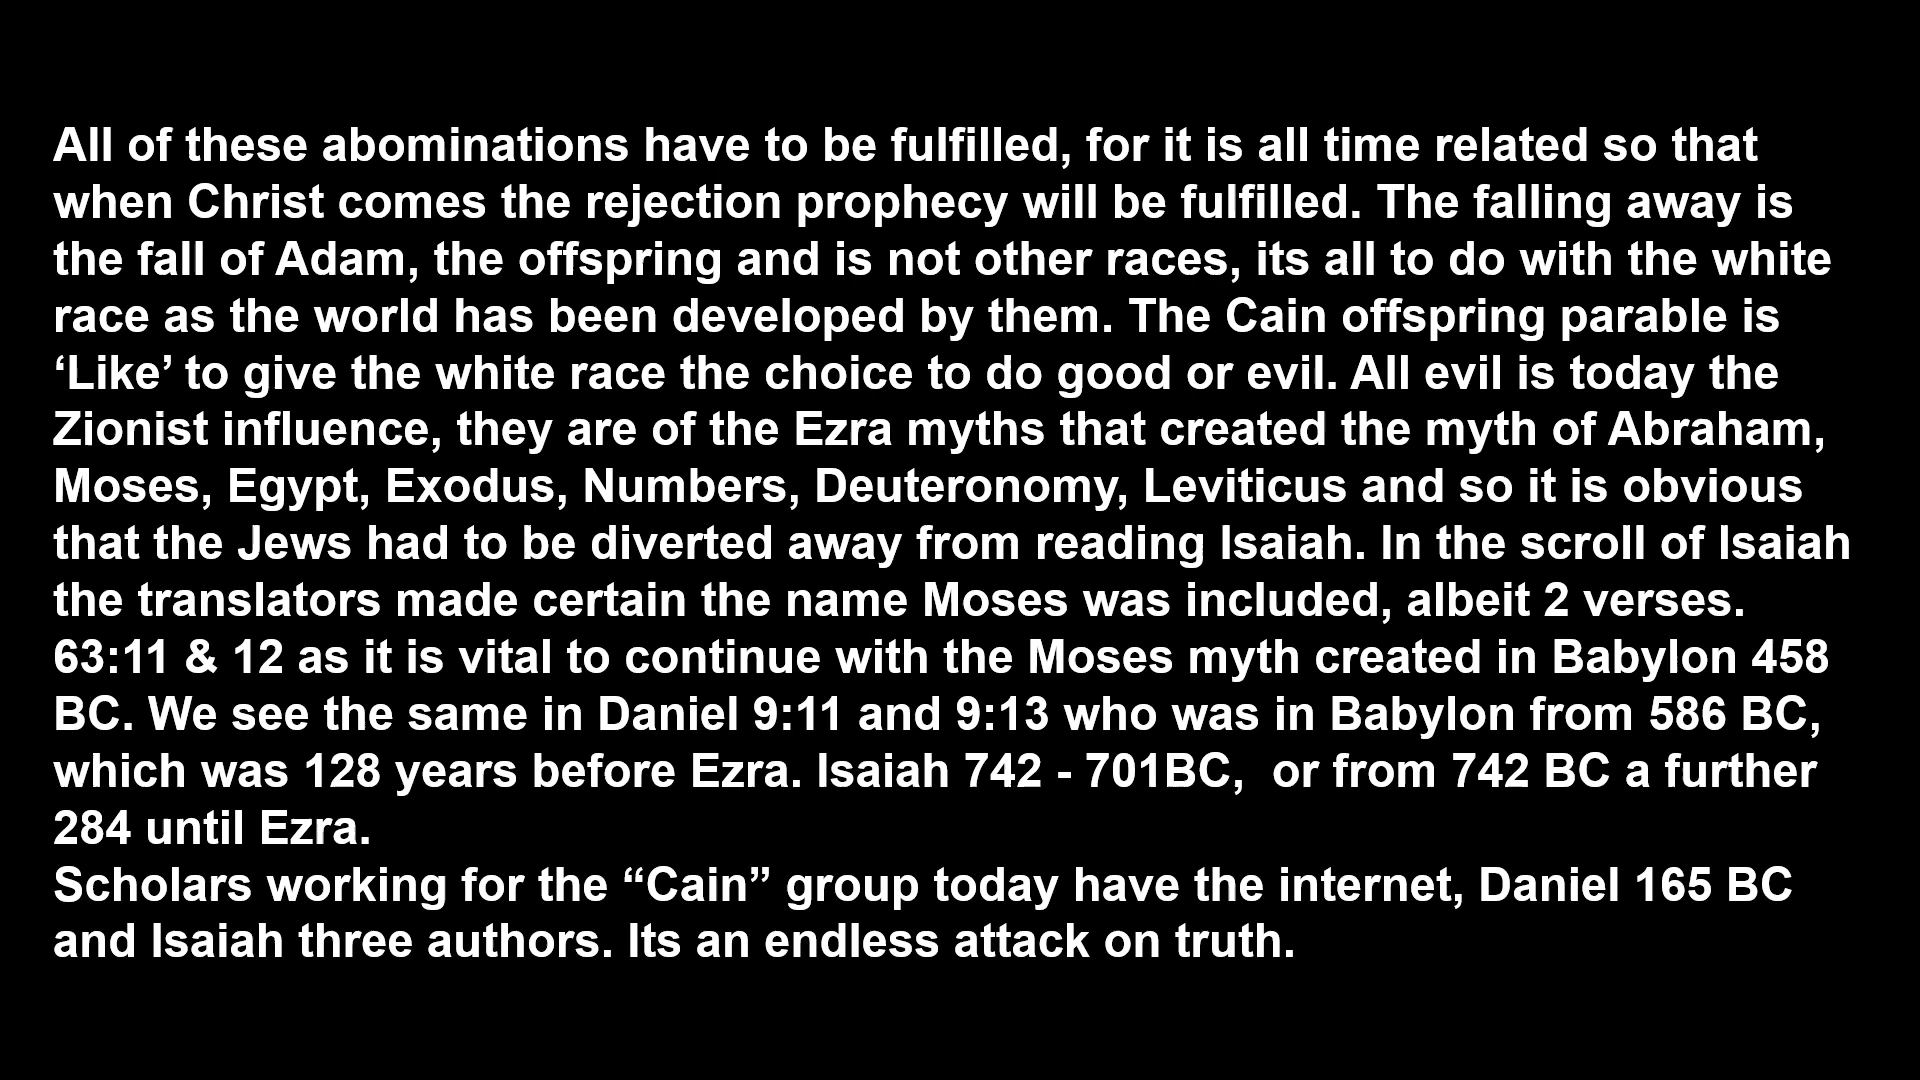 All of these abominations have to be fulfilled, for it is all time related so that
when Christ comes the rejection prophecy will be fulfilled. The falling away is
the fall of Adam, the offspring and is not other races, its all to do with the white
race as the world has been developed by them. The Cain offspring parable is
‘Like’ to give the white race the choice to do good or evil. All evil is today the
Zionist influence, they are of the Ezra myths that created the myth of Abraham,
Moses, Egypt, Exodus, Numbers, Deuteronomy, Leviticus and so it is obvious
that the Jews had to be diverted away from reading Isaiah. In the scroll of Isaiah
the translators made certain the name Moses was included, albeit 2 verses.
63:11 & 12 as it is vital to continue with the Moses myth created in Babylon 458
BC. We see the same in Daniel 9:11 and 9:13 who was in Babylon from 586 BC,
which was 128 years before Ezra. Isaiah 742 - 701BC,  or from 742 BC a further
284 until Ezra.
Scholars working for the “Cain” group today have the internet, Daniel 165 BC
and Isaiah three authors. Its an endless attack on truth.